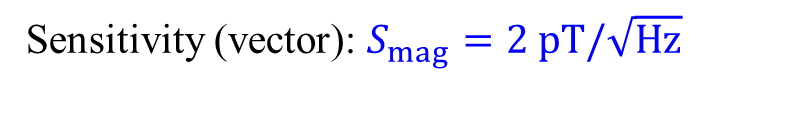 Sensitivity (vector): S_mag = 2 pT/√Hz